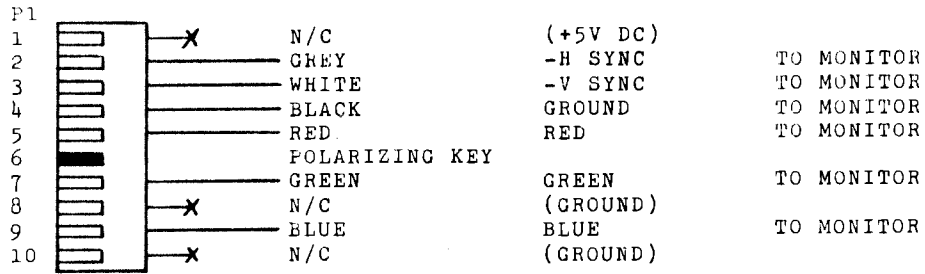 P1
1 N/C (+5V DC)
2 GREY -H SYNC TO MONITOR
3 WHITE -V SYNC TO MONITOR
4 BLACK GROUND TO MONITOR
5 RED RED TO MONITOR
6 POLARIZING KEY
7 GREEN GREEN TO MONITOR
8 N/C (GROUND)
9 BLUE BLUE TO MONITOR
10 N/C (GROUND)